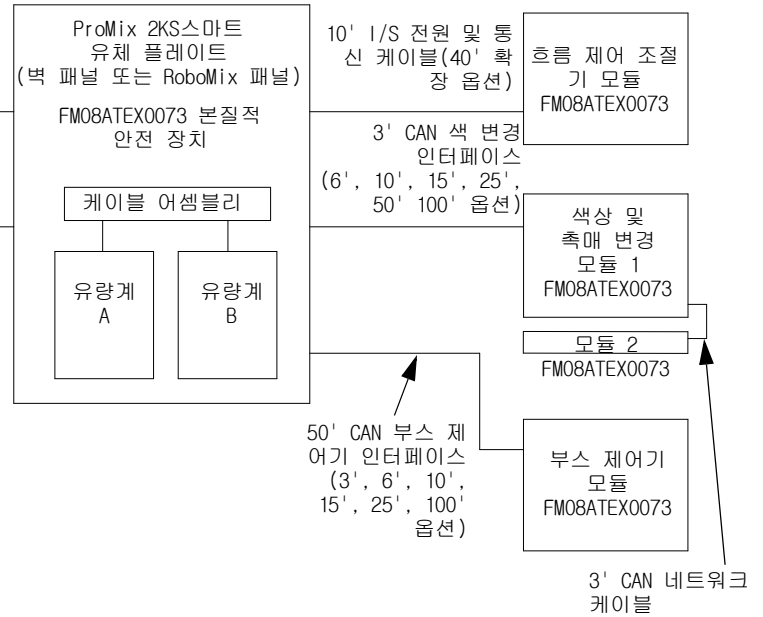 ProMix 2KS스마트
유체 플레이트
(벽 패널 또는 RoboMix 패널)
FM08ATEX0073 본질적
안전 장치
케이블 어셈블리
유량계
A
유량계
B
10' I/S 전원 및 통
신 케이블(40' 확
장 옵션)
흐름 제어 조절
기 모듈
FM08ATEX0073
3' CAN 색 변경
인터페이스
(6', 10', 15', 25',
50' 100' 옵션)
색상 및
촉매 변경
모듈 1
FM08ATEX0073
모듈 2
FM08ATEX0073
50' CAN 부스 제
어기 인터페이스
(3', 6', 10',
15', 25', 100'
옵션)
부스 제어기
모듈
FM08ATEX0073
3' CAN 네트워크
케이블